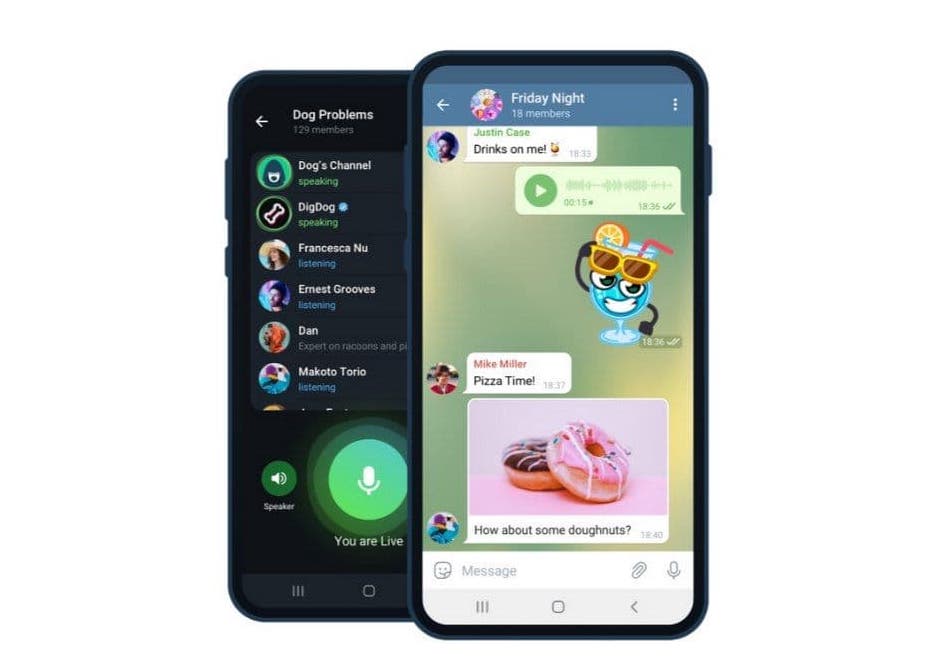 Dog Problems
129 members
Dog's Channel
speaking
DigDog
speaking
Francesca Nu
listening
Ernest Grooves
listening
Dan
Expert on racoons and pi
Makoto Torio
listening
Speaker
You are Live
Friday Night
18 members
Justin Case
Drinks on me! 🍹 18:33
00:15
18:36
18:36
Mike Miller
Pizza Time! 18:37
How about some doughnuts? 18:40
Message